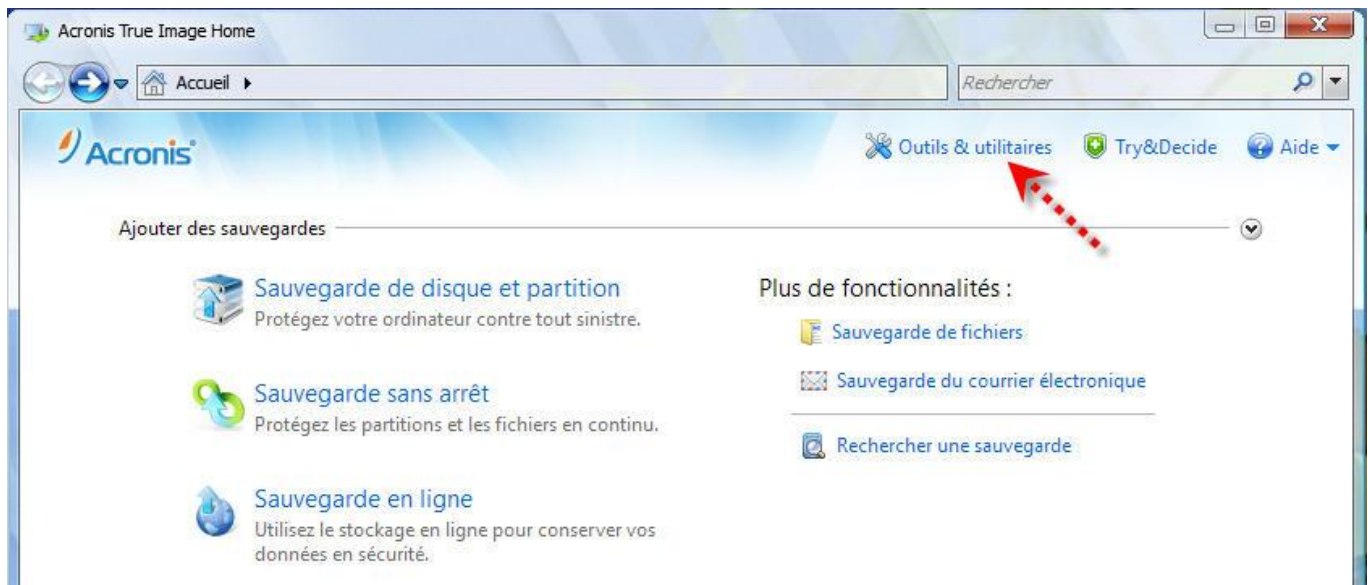 Acronis True Image Home
Accueil
Rechercher
Acronis
Outils & utilitaires
Try&Decide
Aide
Ajouter des sauvegardes
Sauvegarde de disque et partition
Protégez votre ordinateur contre tout sinistre.
Sauvegarde sans arrêt
Protégez les partitions et les fichiers en continu.
Sauvegarde en ligne
Utilisez le stockage en ligne pour conserver vos
données en sécurité.
Plus de fonctionnalités :
Sauvegarde de fichiers
Sauvegarde du courrier électronique
Rechercher une sauvegarde